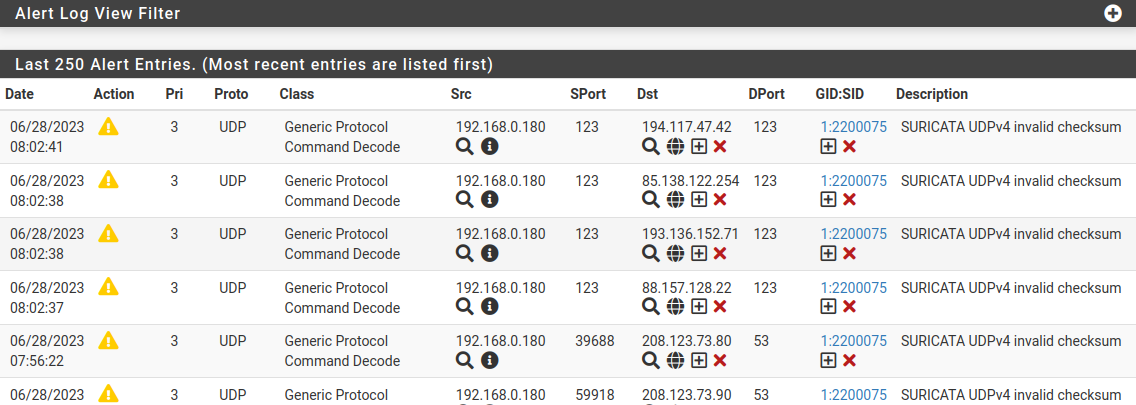 Alert Log View Filter
Last 250 Alert Entries. (Most recent entries are listed first)
Date Action Pri Proto Class Src SPort Dst DPort GID:SID Description
06/28/2023 3 UDP Generic Protocol 192.168.0.180 123 194.117.47.42 123 1:2200075 SURICATA UDPv4 invalid checksum
08:02:41 Command Decode
06/28/2023 3 UDP Generic Protocol 192.168.0.180 123 85.138.122.254 123 1:2200075 SURICATA UDPv4 invalid checksum
08:02:38 Command Decode
06/28/2023 3 UDP Generic Protocol 192.168.0.180 123 193.136.152.71 123 1:2200075 SURICATA UDPv4 invalid checksum
08:02:38 Command Decode
06/28/2023 3 UDP Generic Protocol 192.168.0.180 123 88.157.128.22 123 1:2200075 SURICATA UDPv4 invalid checksum
08:02:37 Command Decode
06/28/2023 3 UDP Generic Protocol 192.168.0.180 39688 208.123.73.80 53 1:2200075 SURICATA UDPv4 invalid checksum
07:56:22 Command Decode
06/28/2023 3 UDP Generic Protocol 192.168.0.180 59918 208.123.73.90 53 1:2200075 SURICATA UDPv4 invalid checksum